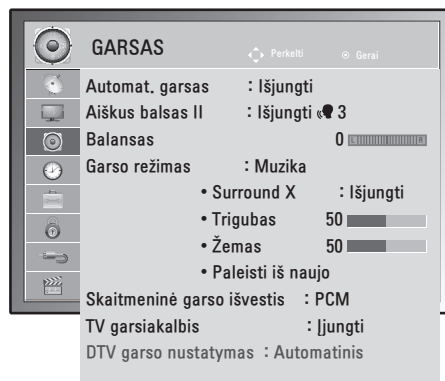 GARSAS Perkelti Gerai
Automat. garsas : Išjungti
Aiškus balsas II : Išjungti 3
Balansas 0 L R
Garso režimas : Muzika
• Surround X : Išjungti
• Trigubas 50
• Žemas 50
• Paleisti iš naujo
Skaitmeninė garso išvestis : PCM
TV garsiakalbis : Įjungti
DTV garso nustatymas : Automatinis